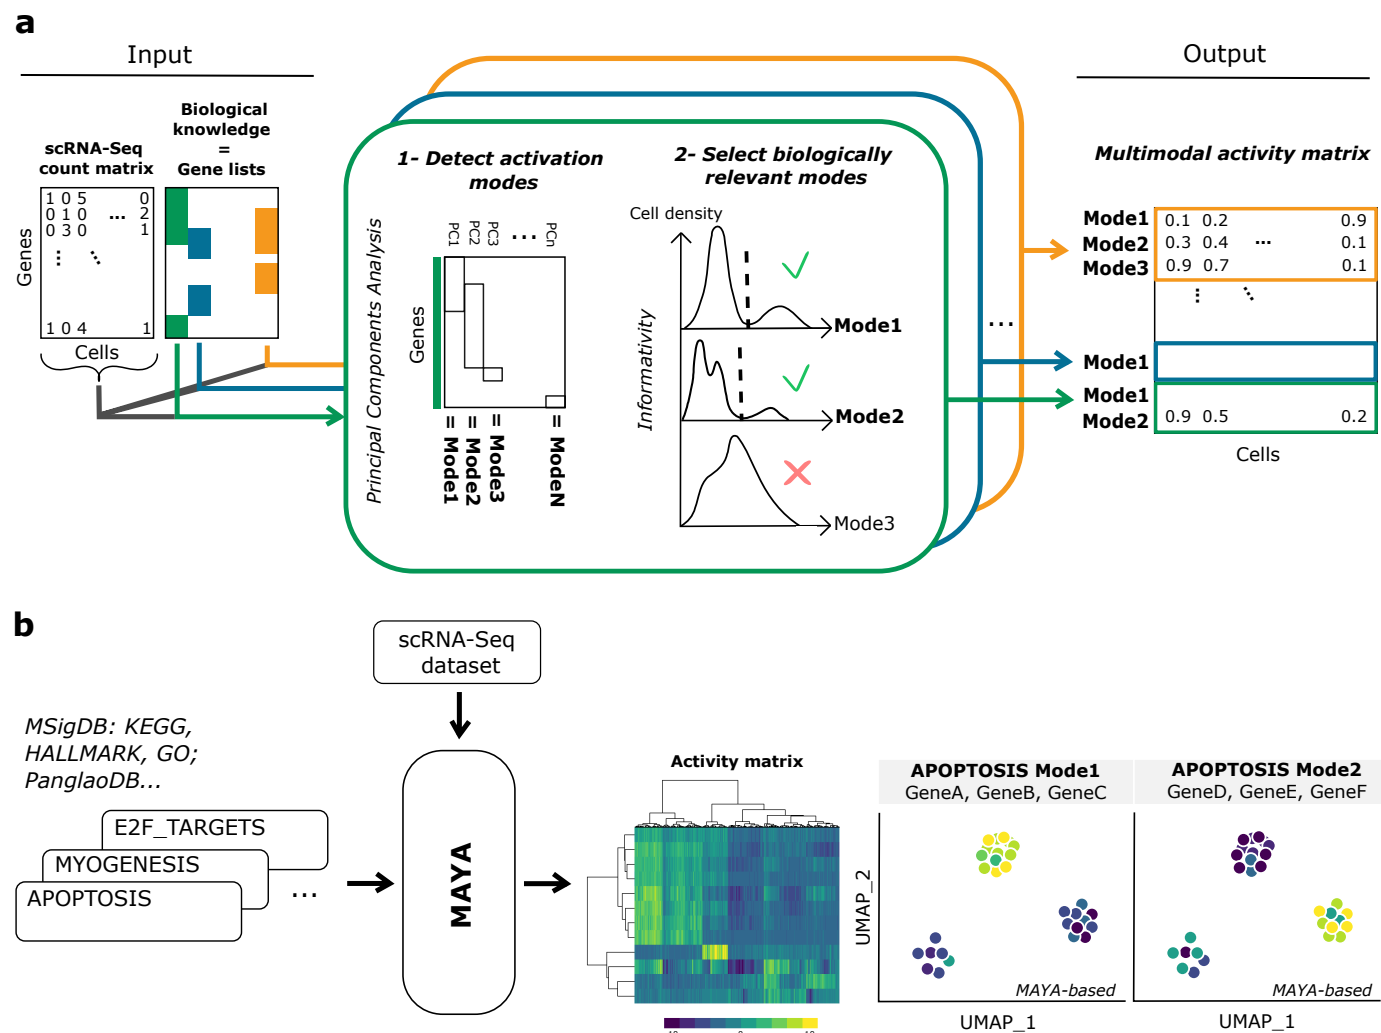 a
Input
Output
Biological
knowledge
=
Gene lists
scRNA-Seq
count matrix
1 0 5 0
0 1 0 ... 2
0 3 0 1
1 0 4 1
Genes
Cells
1- Detect activation
modes
Principal Components Analysis
PC1
PC2
PC3
...
PCn
Genes
= Mode1
= Mode2
= Mode3
= ModeN
2- Select biologically
relevant modes
Cell density
Informativity
Mode1
Mode2
Mode3
...
Multimodal activity matrix
Mode1 0.1 0.2 0.9
Mode2 0.3 0.4 ... 0.1
Mode3 0.9 0.7 0.1
Mode1
Mode1
Mode2 0.9 0.5 0.2
Cells
b
scRNA-Seq
dataset
MSigDB: KEGG,
HALLMARK, GO;
PanglaoDB...
E2F_TARGETS
MYOGENESIS
APOPTOSIS
...
MAYA
Activity matrix
APOPTOSIS Mode1
GeneA, GeneB, GeneC
APOPTOSIS Mode2
GeneD, GeneE, GeneF
UMAP_2
MAYA-based
MAYA-based
UMAP_1
UMAP_1